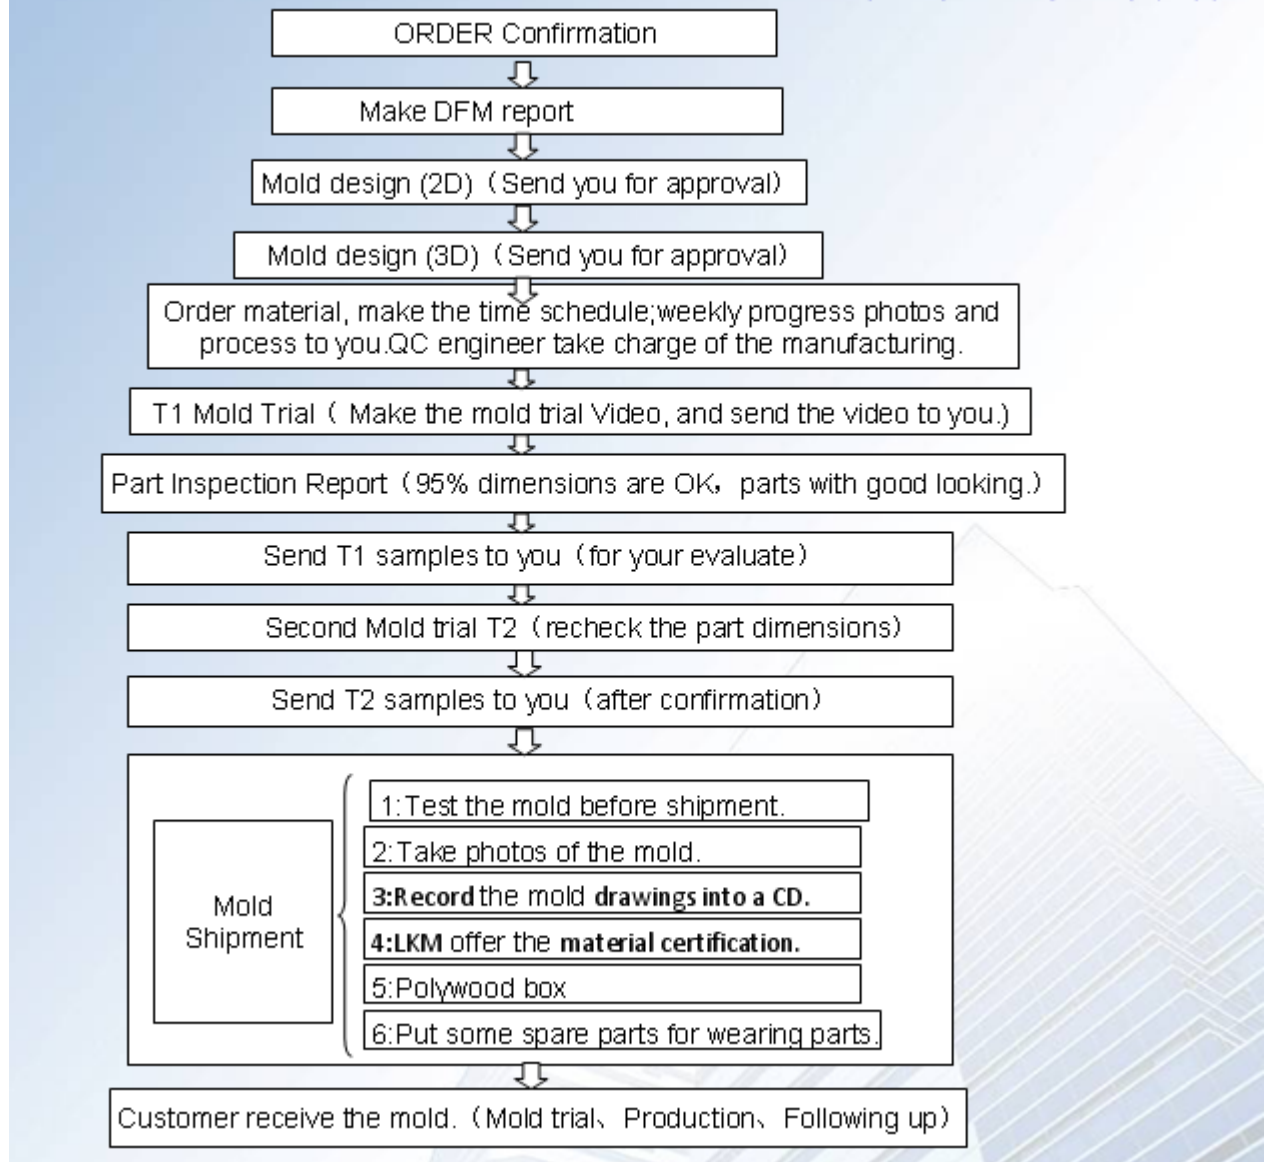 ORDER Confirmation
Make DFM report
Mold design (2D)（Send you for approval）
Mold design (3D)（Send you for approval）
Order material, make the time schedule;weekly progress photos and
process to you.QC engineer take charge of the manufacturing.
T1 Mold Trial（ Make the mold trial Video, and send the video to you.)
Part Inspection Report（95% dimensions are OK，parts with good looking.）
Send T1 samples to you（for your evaluate）
Second Mold trial T2（recheck the part dimensions）
Send T2 samples to you（after confirmation）
Mold
Shipment
1:Test the mold before shipment.
2:Take photos of the mold.
3:Record the mold drawings into a CD.
4:LKM offer the material certification.
5:Polywood box
6:Put some spare parts for wearing parts.
Customer receive the mold.（Mold trial、Production、Following up）